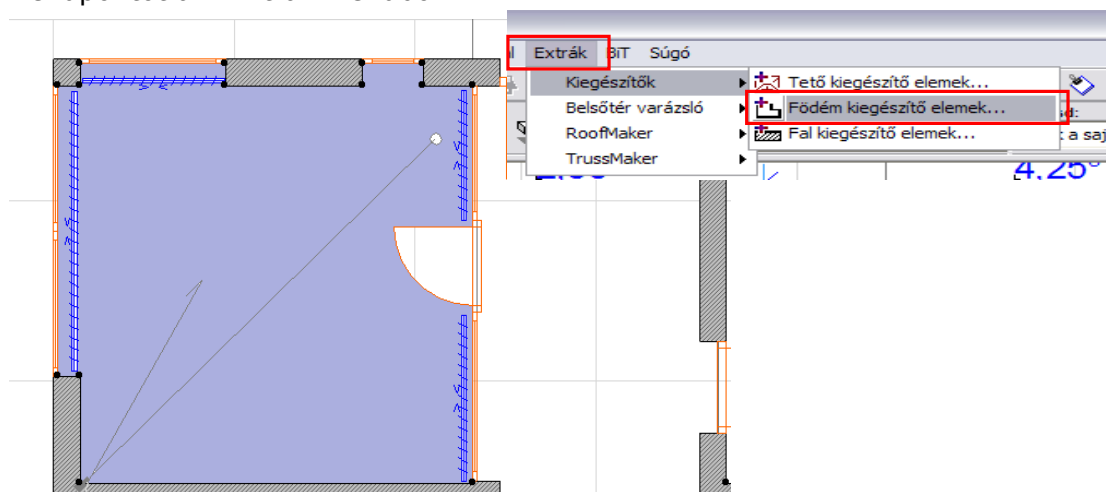 Extrák BiT Súgó
Kiegészítők
Belsőtér varázsló
RoofMaker
TrussMaker
Tető kiegészítő elemek...
Födém kiegészítő elemek...
Fal kiegészítő elemek...
d:
a saj
4,25°